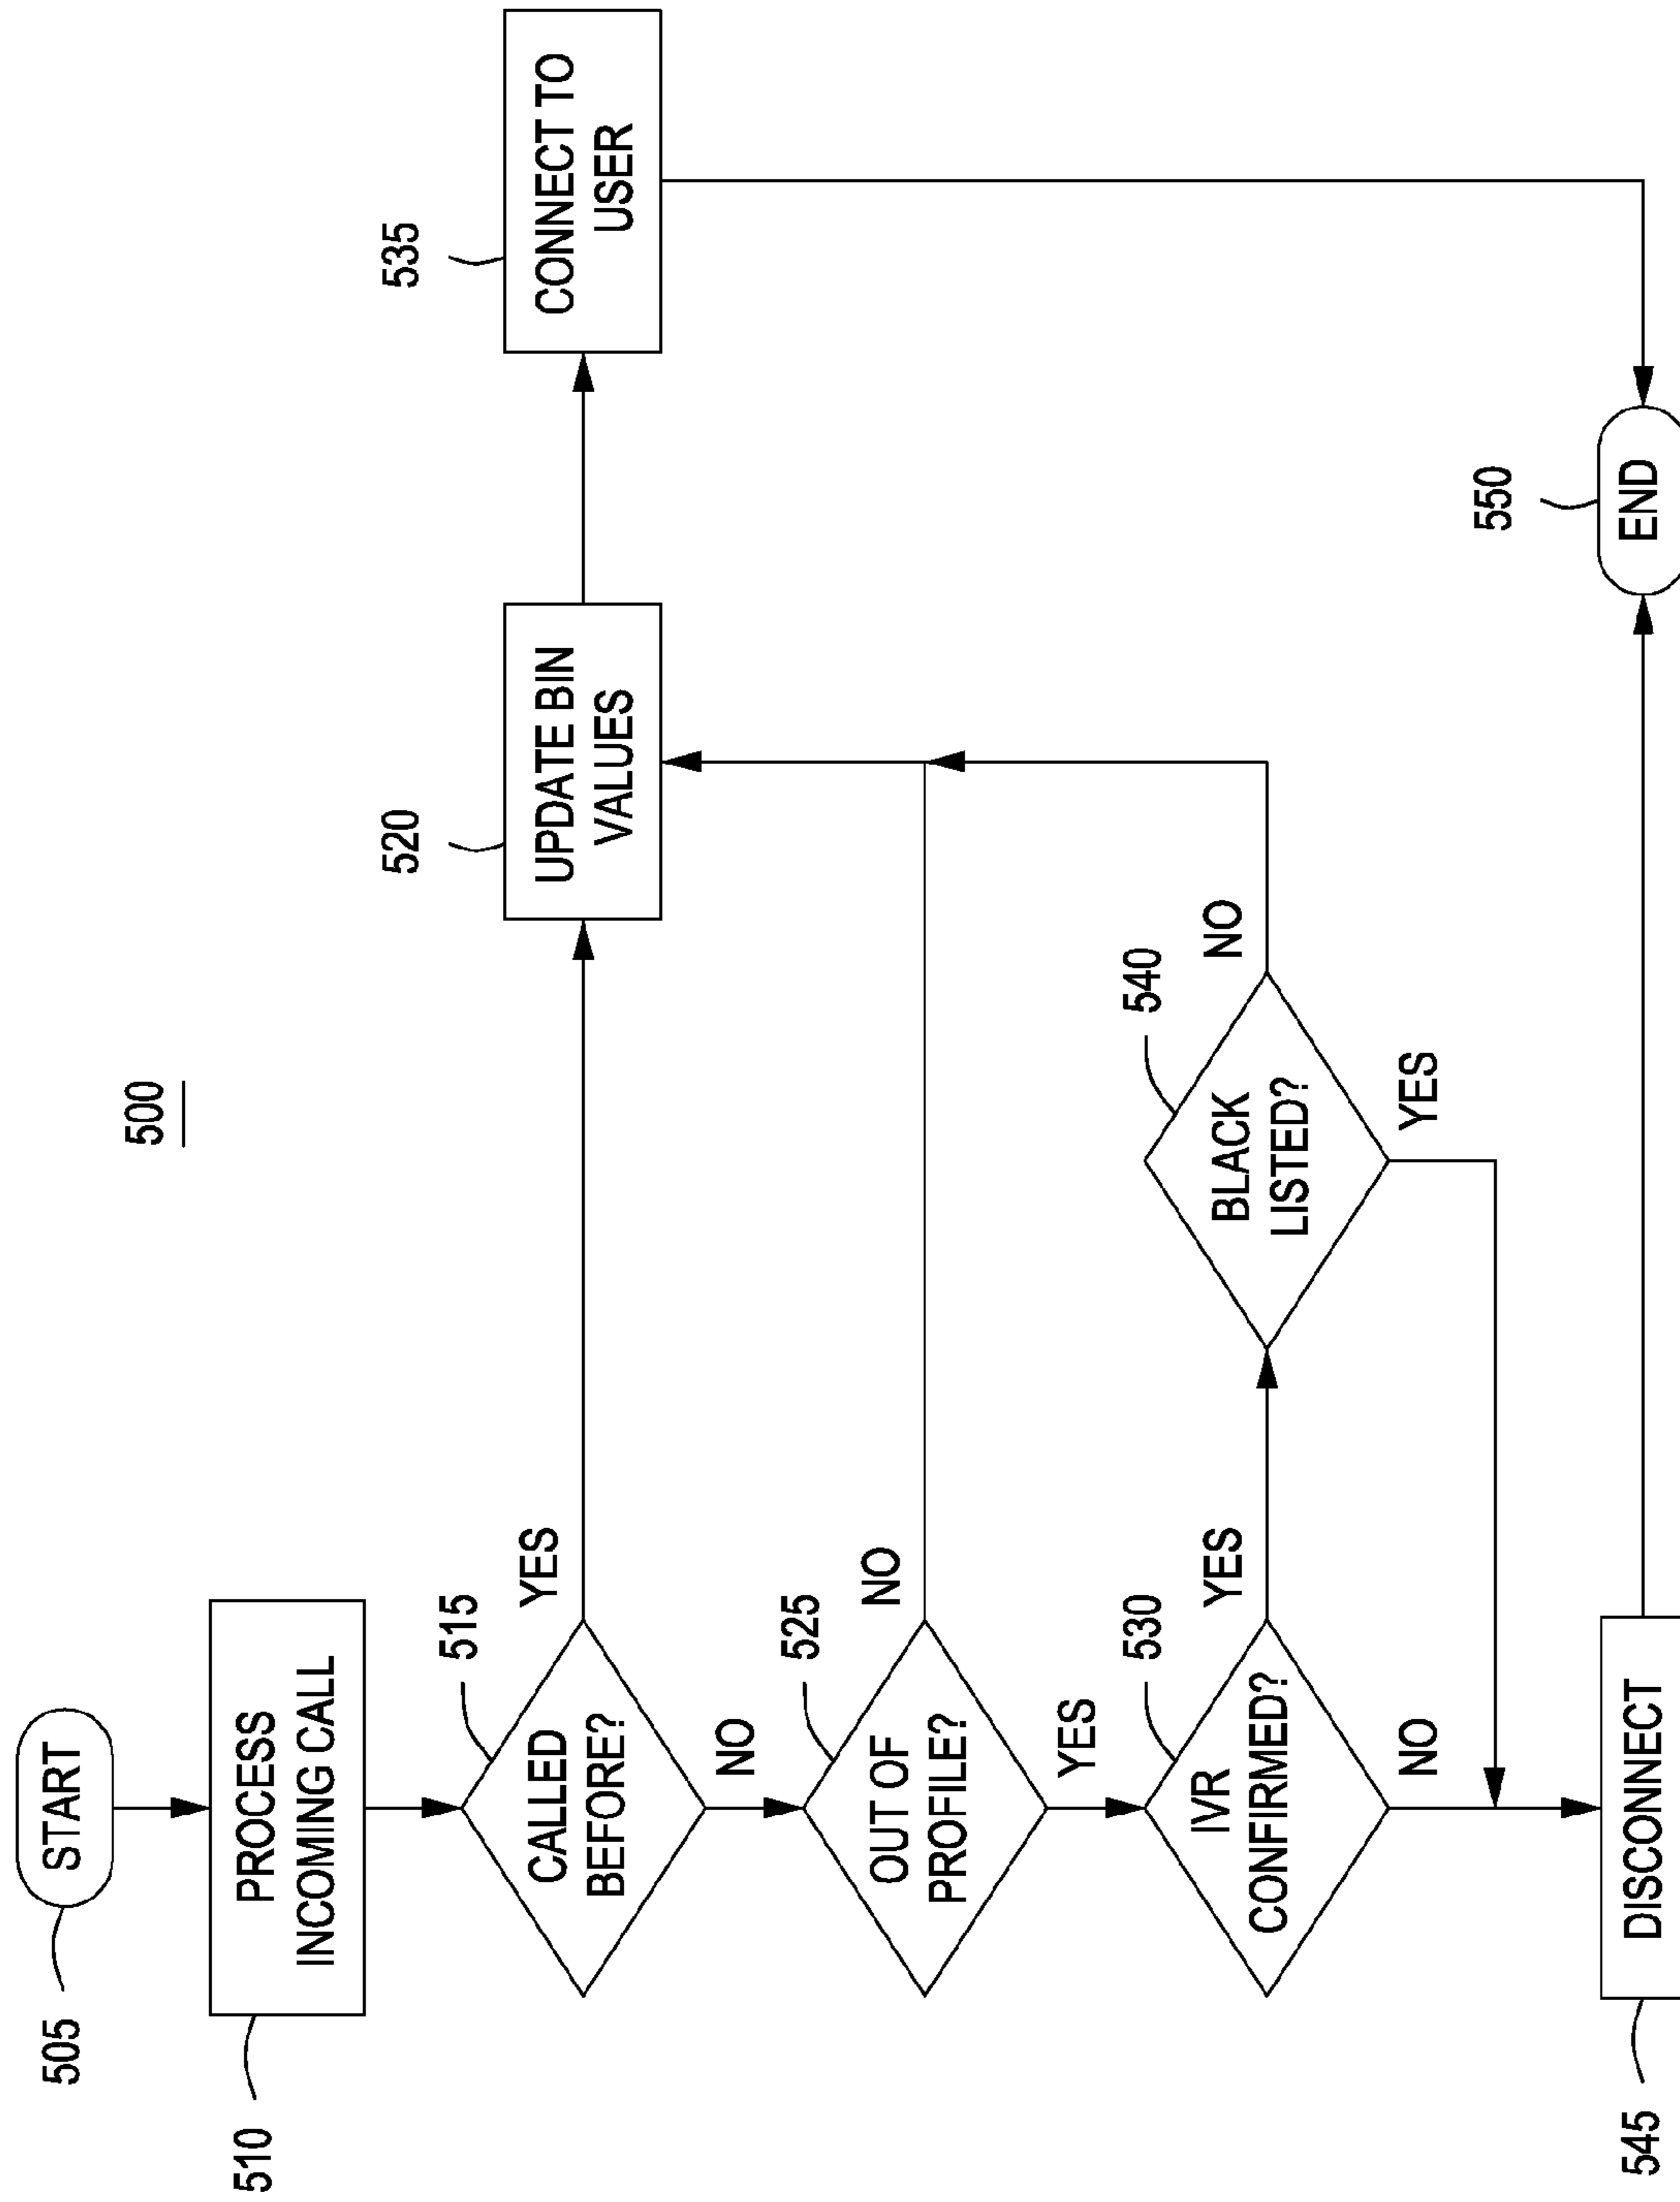 500
505
START
510
PROCESS
INCOMING CALL
515
CALLED
BEFORE?
YES
NO
520
UPDATE BIN
VALUES
535
CONNECT TO
USER
525
OUT OF
PROFILE?
NO
YES
530
IVR
CONFIRMED?
YES
NO
540
BLACK
LISTED?
NO
YES
545
DISCONNECT
550
END